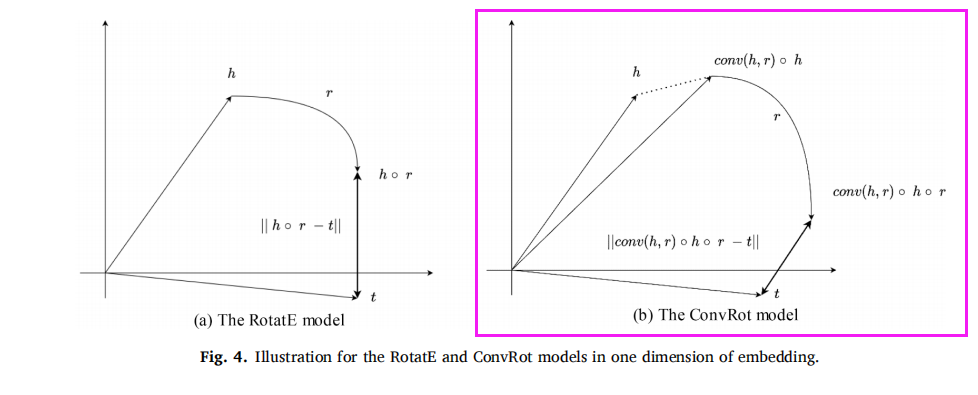 h
r
h ∘ r
|| h ∘ r − t||
t
(a) The RotatE model
conv(h, r) ∘ h
h
r
conv(h, r) ∘ h ∘ r
||conv(h, r) ∘ h ∘ r − t||
t
(b) The ConvRot model
Fig. 4. Illustration for the RotatE and ConvRot models in one dimension of embedding.